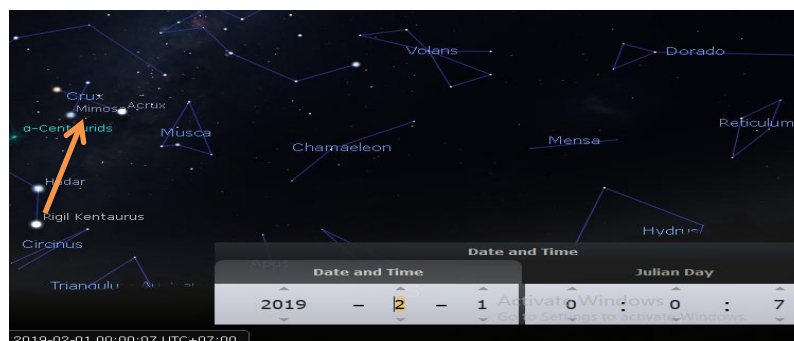 Volans
Dorado
Crux
Mimosa
Acrux
α-Centaurids
Musca
Reticulum
Chamaeleon
Mensa
Hadar
Rigil Kentaurus
Hydrus
Circinus
Apus
Date and Time
Date and Time
Julian Day
Triangulu
2019 - 2 - 1
0 : 0 : 7
Activate Windows
Go to Settings to activate Windows.
2019-02-01 00:00:07 UTC+07:00